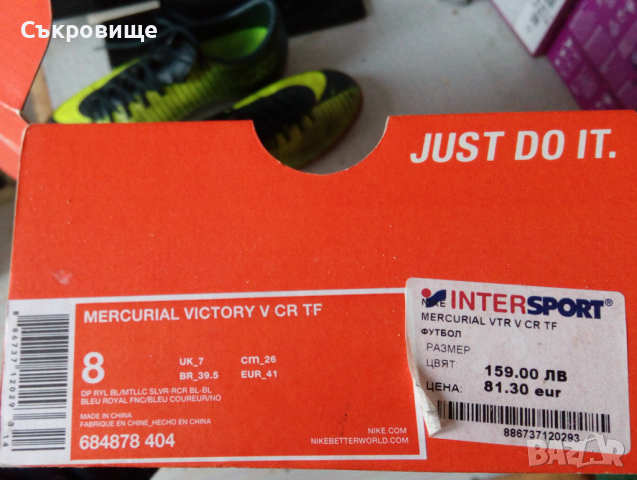 Съкровище
JUST DO IT.
MERCURIAL VICTORY V CR TF
8
UK_7 cm_26
BR_39.5 EUR_41
DP RYL BL/MTLLC SLVR-RCR BL-BL
BLEU ROYAL FNC/BLEU COUREUR/NO
MADE IN CHINA
FABRIQUE EN CHINE_HECHO EN CHINA
684878 404
NIKE.COM
NIKEBETTERWORLD.COM
INTERSPORT®
NIKE
MERCURIAL VTR V CR TF
ФУТБОЛ
РАЗМЕР
ЦВЯТ
159.00 ЛВ
ЦЕНА: 81.30 eur
886737120293
BAZAR